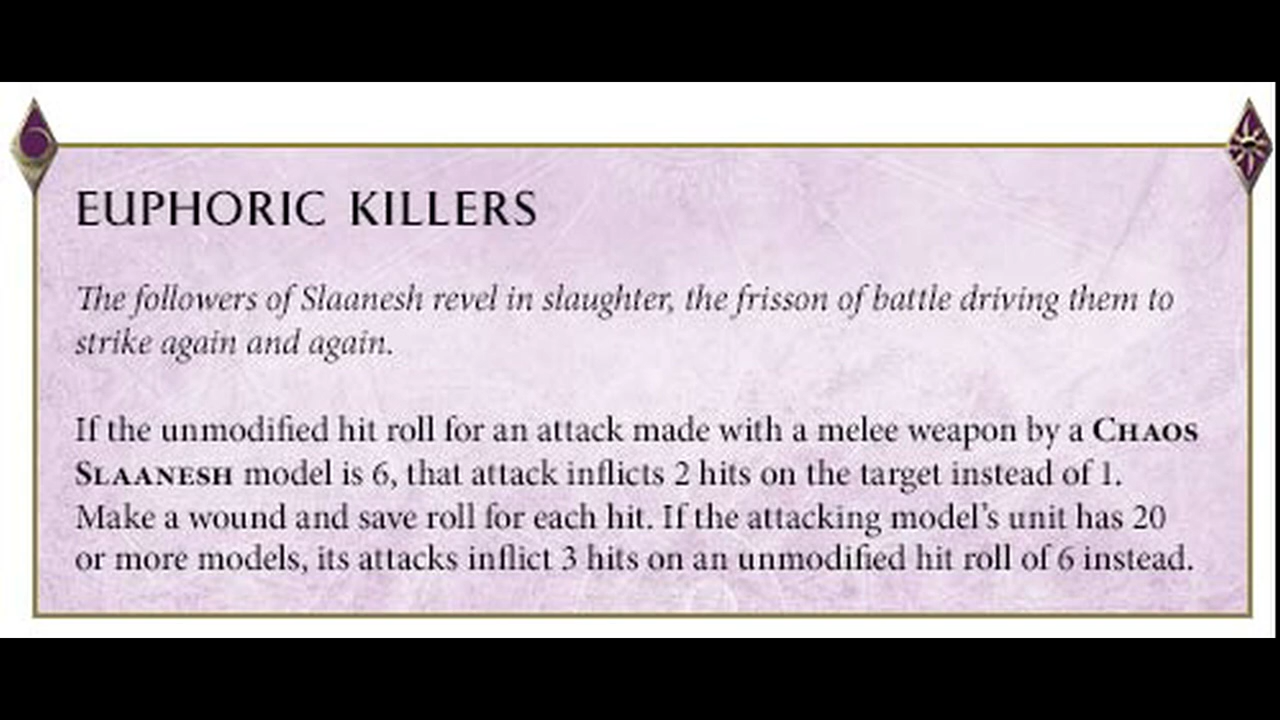 EUPHORIC KILLERS
The followers of Slaanesh revel in slaughter, the frisson of battle driving them to
strike again and again.
If the unmodified hit roll for an attack made with a melee weapon by a CHAOS
SLAANESH model is 6, that attack inflicts 2 hits on the target instead of 1.
Make a wound and save roll for each hit. If the attacking model’s unit has 20
or more models, its attacks inflict 3 hits on an unmodified hit roll of 6 instead.